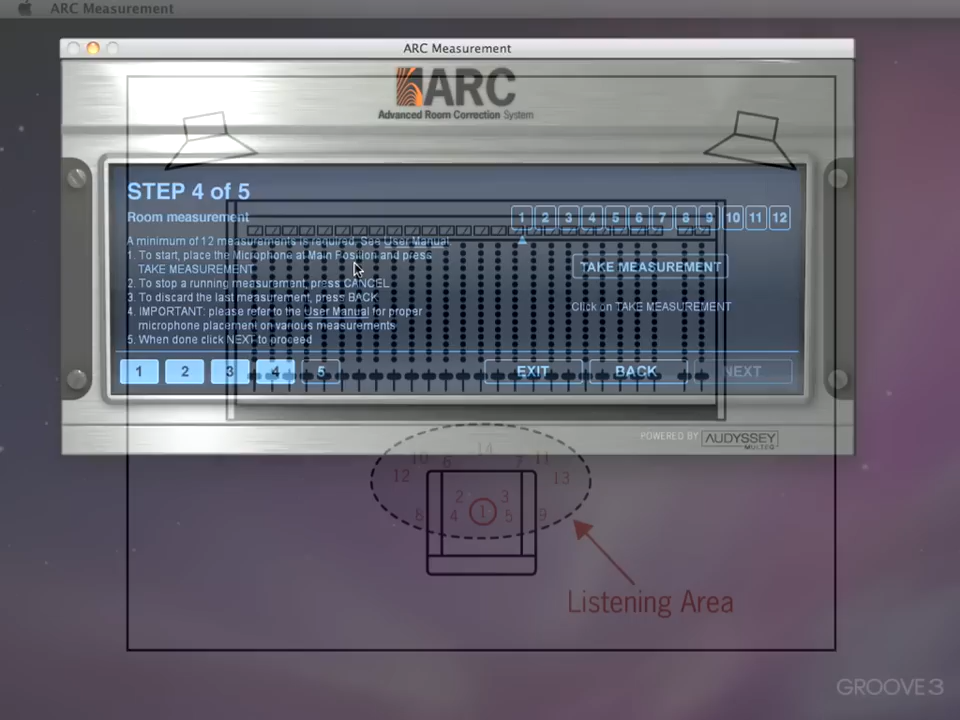 ARC Measurement
ARC Measurement
ARC
Advanced Room Correction System
STEP 4 of 5
Room measurement
1 2 3 4 5 6 7 8 9 10 11 12
A minimum of 12 measurements is required. See User Manual.
1. To start, place the Microphone at Main Position and press
TAKE MEASUREMENT
2. To stop a running measurement, press CANCEL
3. To discard the last measurement, press BACK
4. IMPORTANT: please refer to the User Manual for proper
microphone placement on various measurements
5. When done click NEXT to proceed
TAKE MEASUREMENT
Click on TAKE MEASUREMENT
1 2 3 4 5 EXIT BACK NEXT
POWERED BY AUDYSSEY
MULTEQ
14
10 6 7 11
12 13
2 3
8 4 1 5 9
Listening Area
GROOVE3